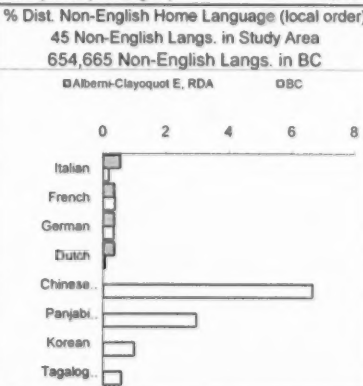 % Dist. Non-English Home Language (local order)
45 Non-English Langs. in Study Area
654,665 Non-English Langs. in BC
Alberni-Clayoquot E, RDA BC
0 2 4 6 8
Italian
French
German
Dutch
Chinese..
Panjabi..
Korean
Tagalog..